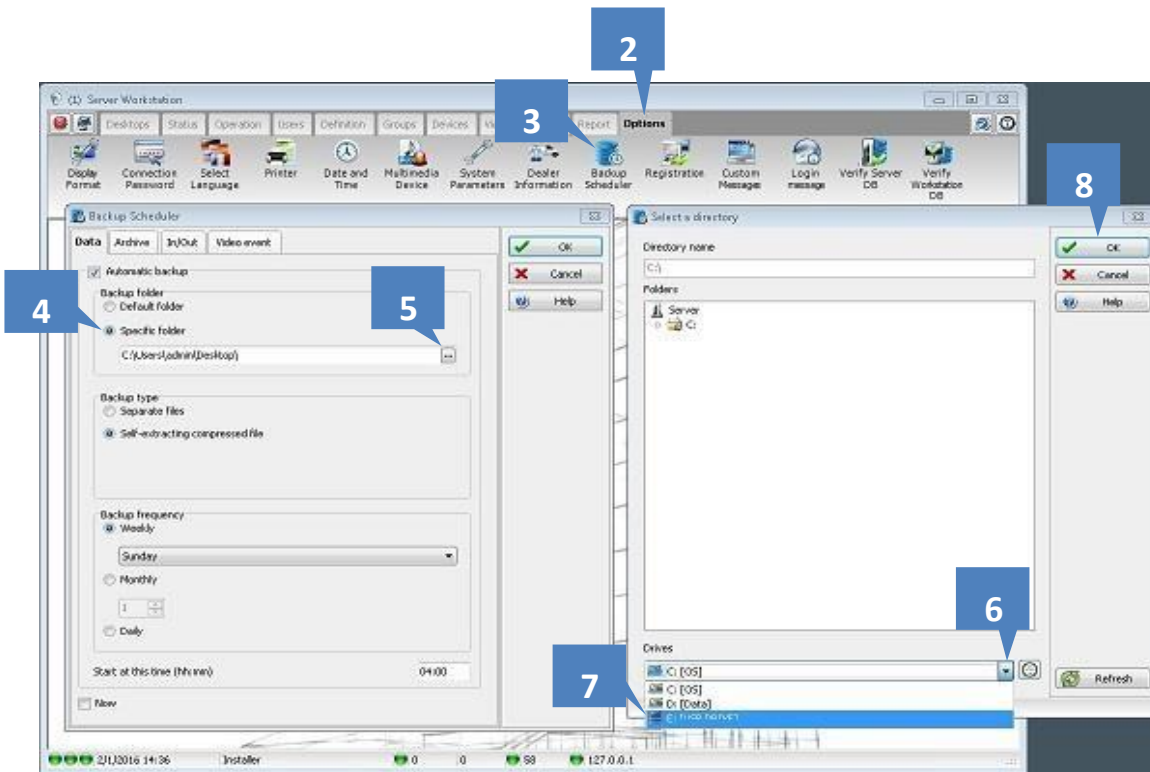 2
(1) Server Workstation
Desktops Status Operation Users Definition Groups Devices 3 Report Options
Display Format
Connection Password
Select Language
Printer
Date and Time
Multimedia Device
System Parameters
Dealer Information
Backup Scheduler
Registration
Custom Messages
Login message
Verify Server DB
Verify Workstation DB
8
Backup Scheduler
Data Archive In/Out Video event
Automatic backup
Backup folder
Default folder
4
Specific folder
5
C:\Users\admin\Desktop\
...
Backup type
Separate files
Self-extracting compressed file
Backup frequency
Weekly
Sunday
Monthly
1
Daily
Start at this time (hh:mm) 04:00
Now
OK
Cancel
Help
Select a directory
Directory name
C:\
Folders
Server
C:
6
Drives
C: [OS]
7
C: [OS]
D: [Data]
OK
Cancel
Help
Refresh
2/1/2016 14:36 Installer 0 0 58 127.0.0.1